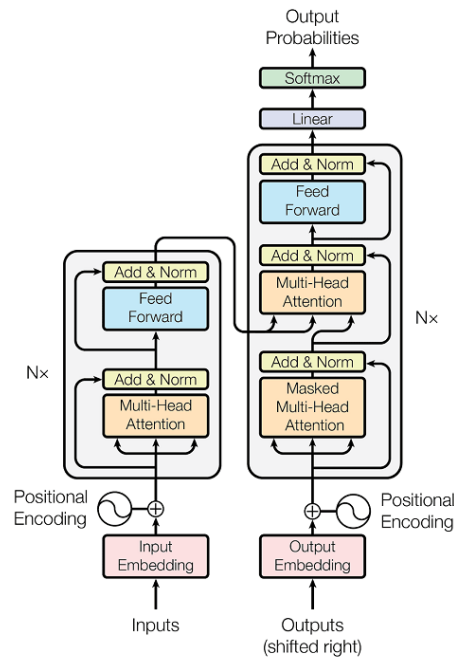 Output
Probabilities
Softmax
Linear
Add & Norm
Feed
Forward
Add & Norm
Multi-Head
Attention
Add & Norm
Masked
Multi-Head
Attention
N×
Add & Norm
Feed
Forward
Add & Norm
Multi-Head
Attention
N×
Positional
Encoding
Positional
Encoding
Input
Embedding
Output
Embedding
Inputs
Outputs
(shifted right)